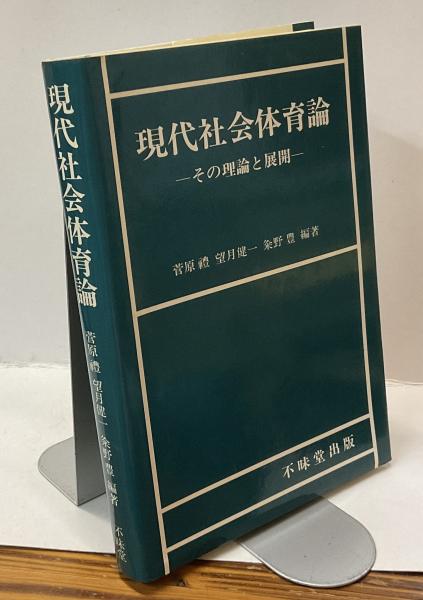 現代社会体育論
―その理論と展開―
菅原 禮 望月健一 粂野 豊 編著
不昧堂出版
現代社会体育論
菅原 禮 望月健一 粂野 豊 編著
不昧堂